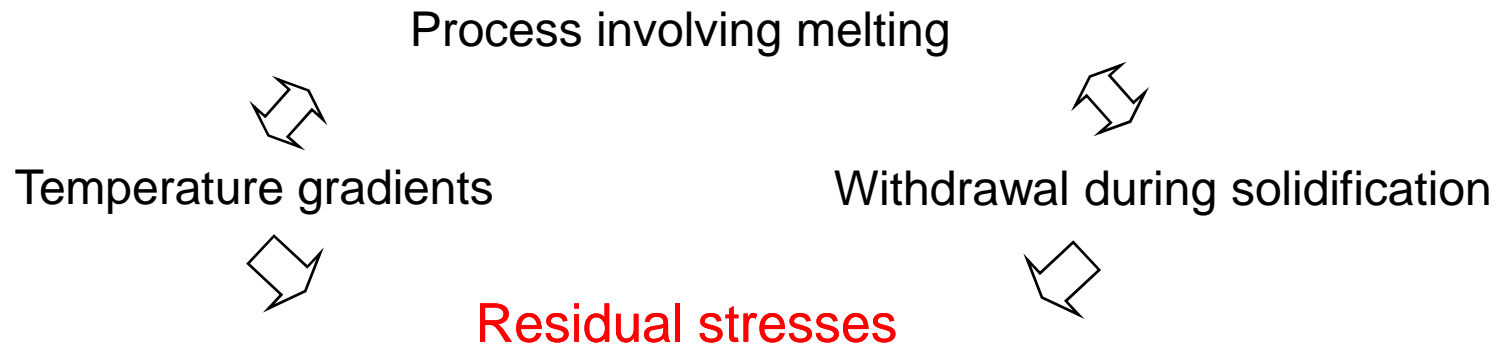 Process involving melting
Temperature gradients
Withdrawal during solidification
Residual stresses